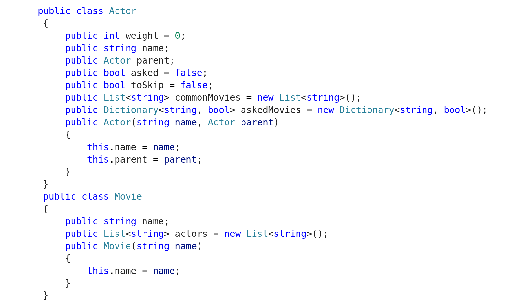 public class Actor
{
public int weight = 0;
public string name;
public Actor parent;
public bool asked = false;
public bool toSkip = false;
public List<string> commonMovies = new List<string>();
public Dictionary<string, bool> askedMovies = new Dictionary<string, bool>();
public Actor(string name, Actor parent)
{
this.name = name;
this.parent = parent;
}
}
public class Movie
{
public string name;
public List<string> actors = new List<string>();
public Movie(string name)
{
this.name = name;
}
}